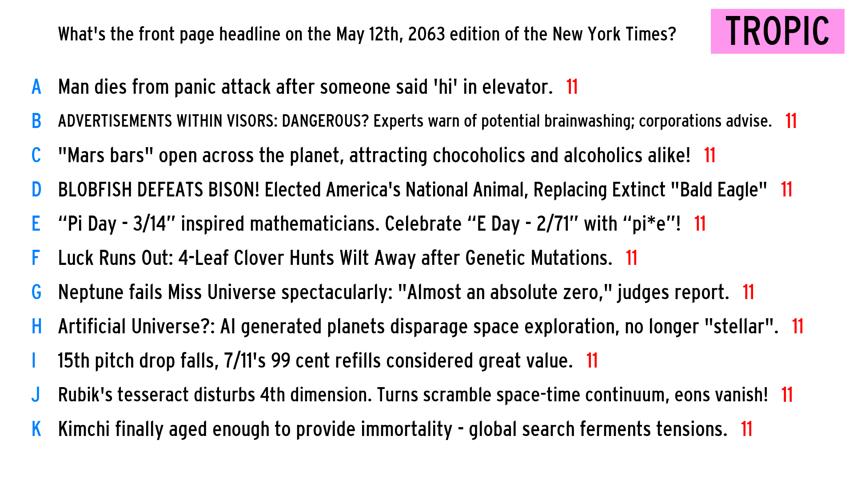 What's the front page headline on the May 12th, 2063 edition of the New York Times?
TROPIC
A Man dies from panic attack after someone said 'hi' in elevator. 11
B ADVERTISEMENTS WITHIN VISORS: DANGEROUS? Experts warn of potential brainwashing; corporations advise. 11
C "Mars bars" open across the planet, attracting chocoholics and alcoholics alike! 11
D BLOBFISH DEFEATS BISON! Elected America's National Animal, Replacing Extinct "Bald Eagle" 11
E “Pi Day - 3/14” inspired mathematicians. Celebrate “E Day - 2/71” with “pi*e”! 11
F Luck Runs Out: 4-Leaf Clover Hunts Wilt Away after Genetic Mutations. 11
G Neptune fails Miss Universe spectacularly: "Almost an absolute zero," judges report. 11
H Artificial Universe?: AI generated planets disparage space exploration, no longer "stellar". 11
I 15th pitch drop falls, 7/11's 99 cent refills considered great value. 11
J Rubik's tesseract disturbs 4th dimension. Turns scramble space-time continuum, eons vanish! 11
K Kimchi finally aged enough to provide immortality - global search ferments tensions. 11